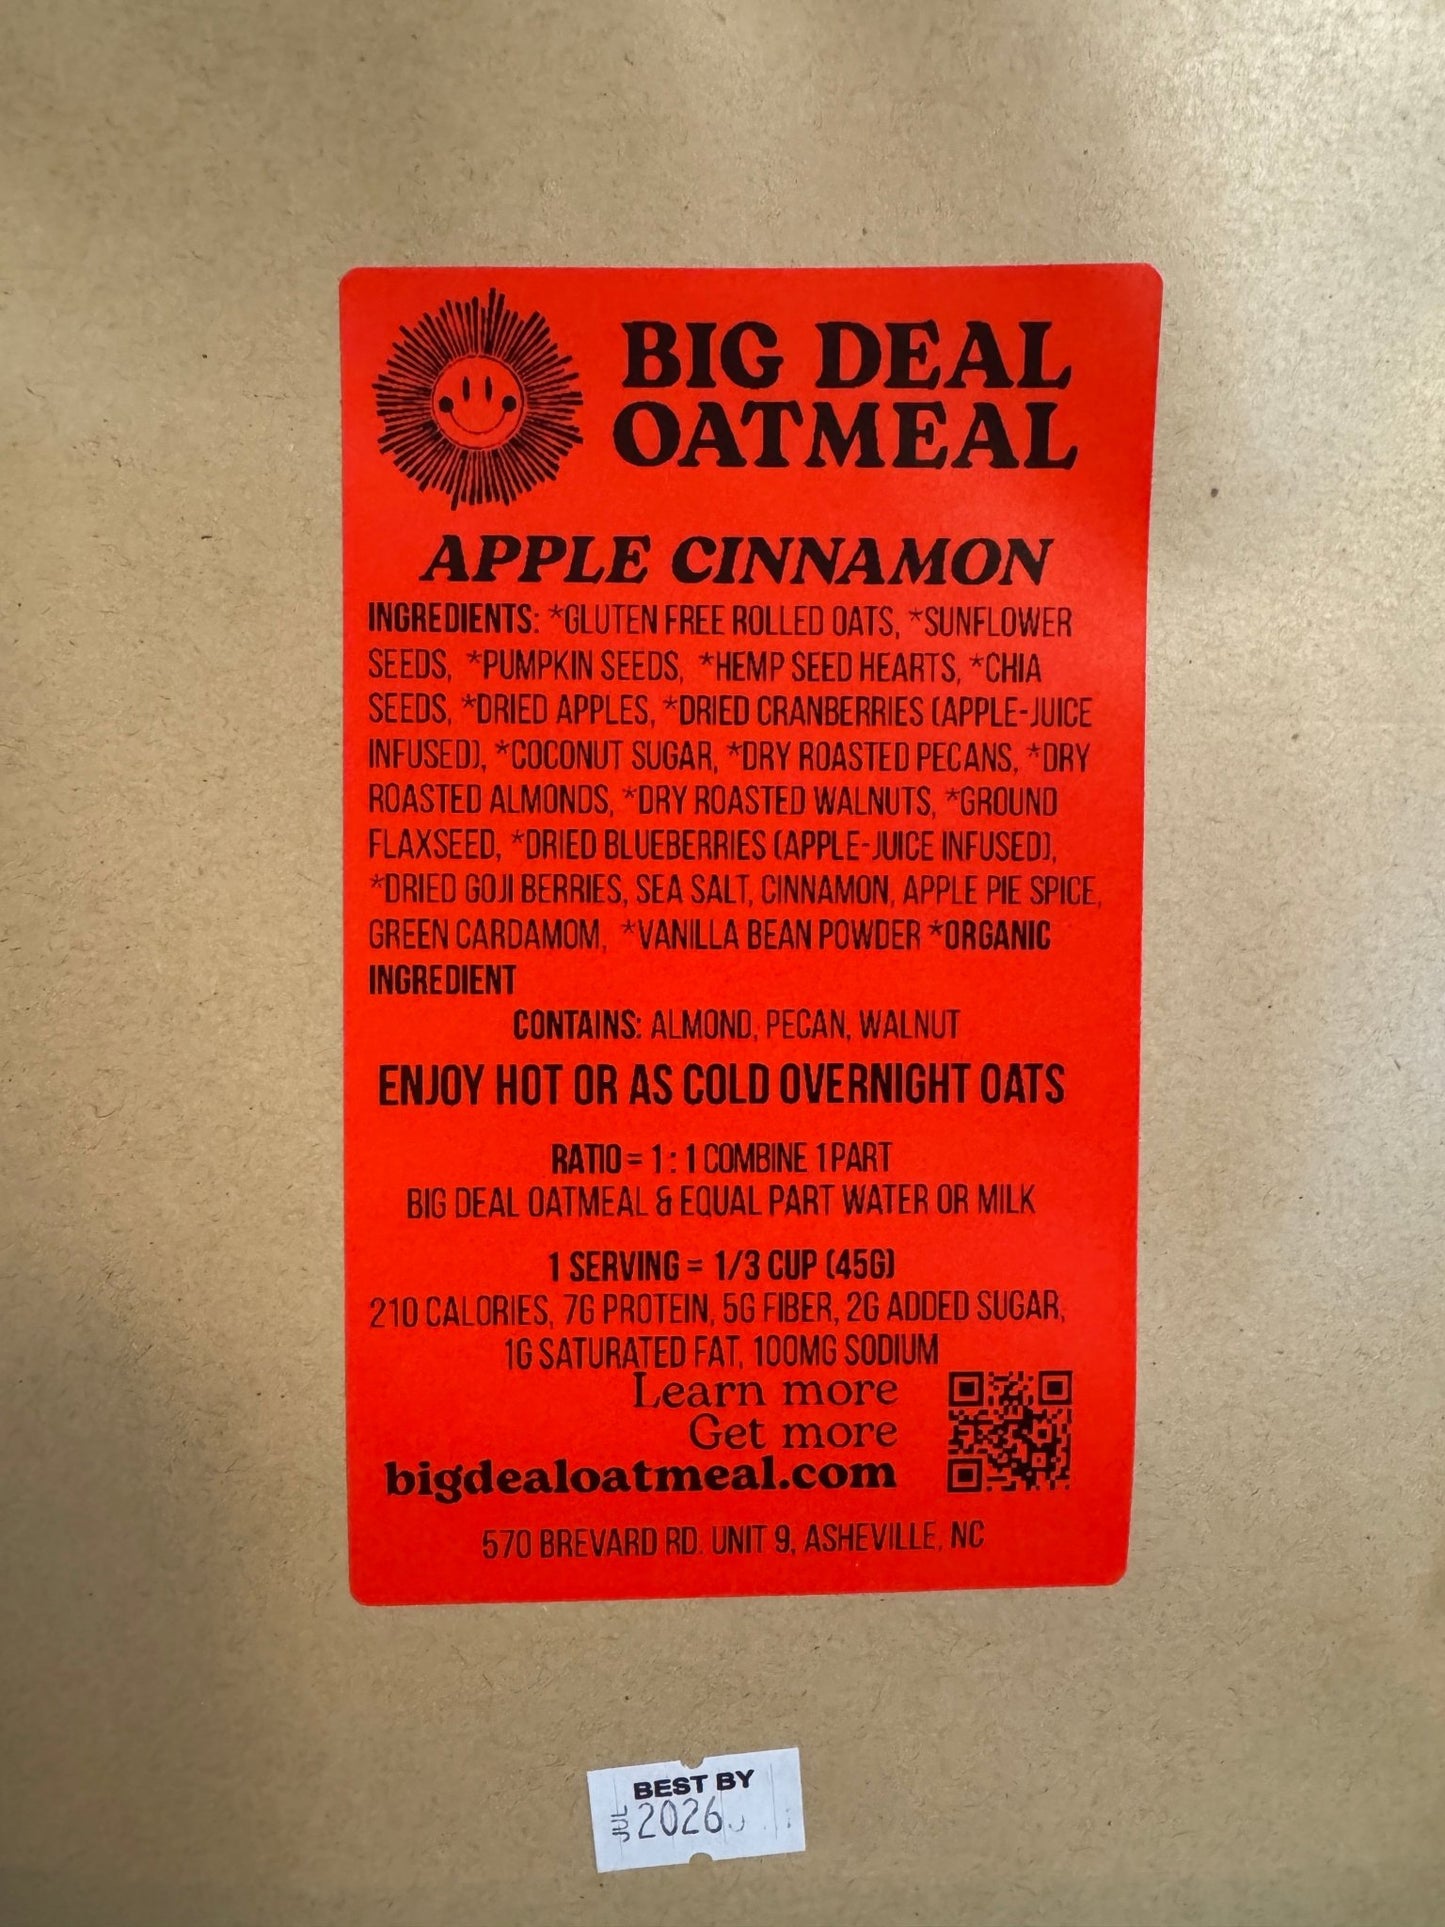 BIG DEAL
OATMEAL
APPLE CINNAMON
INGREDIENTS: *GLUTEN FREE ROLLED OATS, *SUNFLOWER
SEEDS, *PUMPKIN SEEDS, *HEMP SEED HEARTS, *CHIA
SEEDS, *DRIED APPLES, *DRIED CRANBERRIES (APPLE-JUICE
INFUSED), *COCONUT SUGAR, *DRY ROASTED PECANS, *DRY
ROASTED ALMONDS, *DRY ROASTED WALNUTS, *GROUND
FLAXSEED, *DRIED BLUEBERRIES (APPLE-JUICE INFUSED),
*DRIED GOJI BERRIES, SEA SALT, CINNAMON, APPLE PIE SPICE,
GREEN CARDAMOM, *VANILLA BEAN POWDER *ORGANIC
INGREDIENT
CONTAINS: ALMOND, PECAN, WALNUT
ENJOY HOT OR AS COLD OVERNIGHT OATS
RATIO = 1 : 1 COMBINE 1 PART
BIG DEAL OATMEAL & EQUAL PART WATER OR MILK
1 SERVING = 1/3 CUP (45G)
210 CALORIES, 7G PROTEIN, 5G FIBER, 2G ADDED SUGAR,
1G SATURATED FAT, 100MG SODIUM
Learn more
Get more
bigdealoatmeal.com
570 BREVARD RD. UNIT 9, ASHEVILLE, NC
BEST BY
JUL 2026